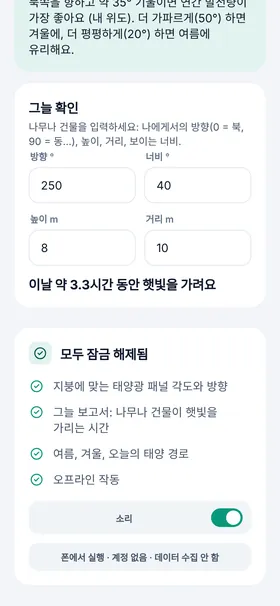 북쪽을 향하고 약 35° 기울이면 연간 발전량이
가장 좋아요 (내 위도). 더 가파르게(50°) 하면
겨울에, 더 평평하게(20°) 하면 여름에
유리해요.
그늘 확인
나무나 건물을 입력하세요: 나에게서의 방향(0 = 북,
90 = 동…), 높이, 거리, 보이는 너비.
방향 °
너비 °
250
40
높이 m
거리 m
8
10
이날 약 3.3시간 동안 햇빛을 가려요
모두 잠금 해제됨
지붕에 맞는 태양광 패널 각도와 방향
그늘 보고서: 나무나 건물이 햇빛을
가리는 시간
여름, 겨울, 오늘의 태양 경로
오프라인 작동
소리
폰에서 실행 · 계정 없음 · 데이터 수집 안 함